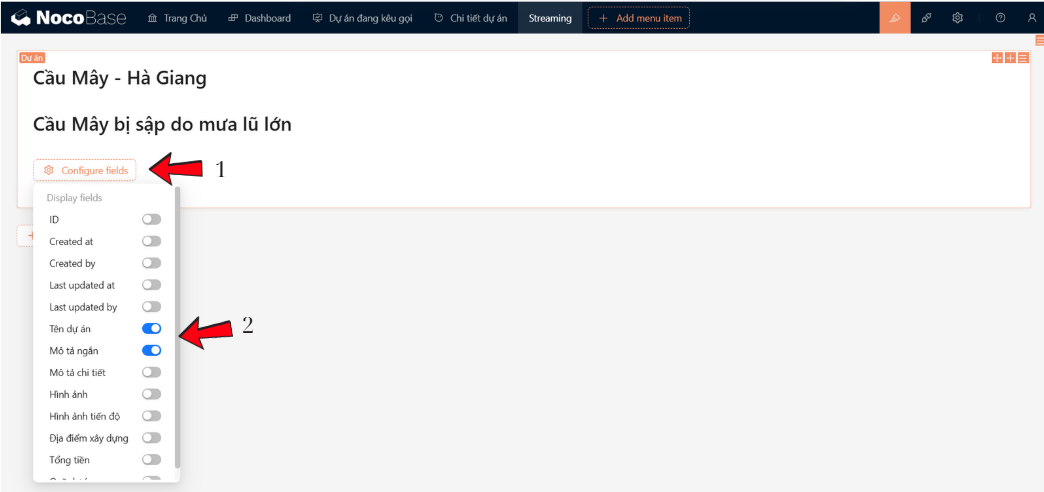 NocoBase Trang Chủ Dashboard Dự án đang kêu gọi Chi tiết dự án Streaming + Add menu item
Dự án
Cầu Mây - Hà Giang
Cầu Mây bị sập do mưa lũ lớn
Configure fields 1
Display fields
ID
Created at
Created by
Last updated at
Last updated by
Tên dự án 2
Mô tả ngắn
Mô tả chi tiết
Hình ảnh
Hình ảnh tiến độ
Địa điểm xây dựng
Tổng tiền